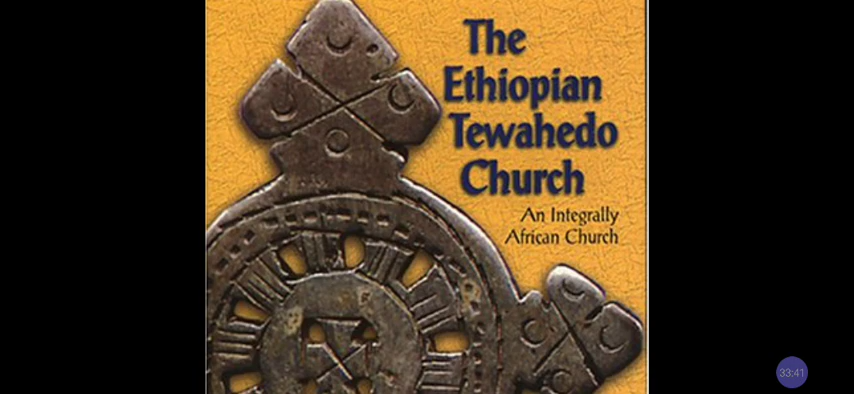 The
Ethiopian
Tewahedo
Church
An Integrally
African Church
33:41